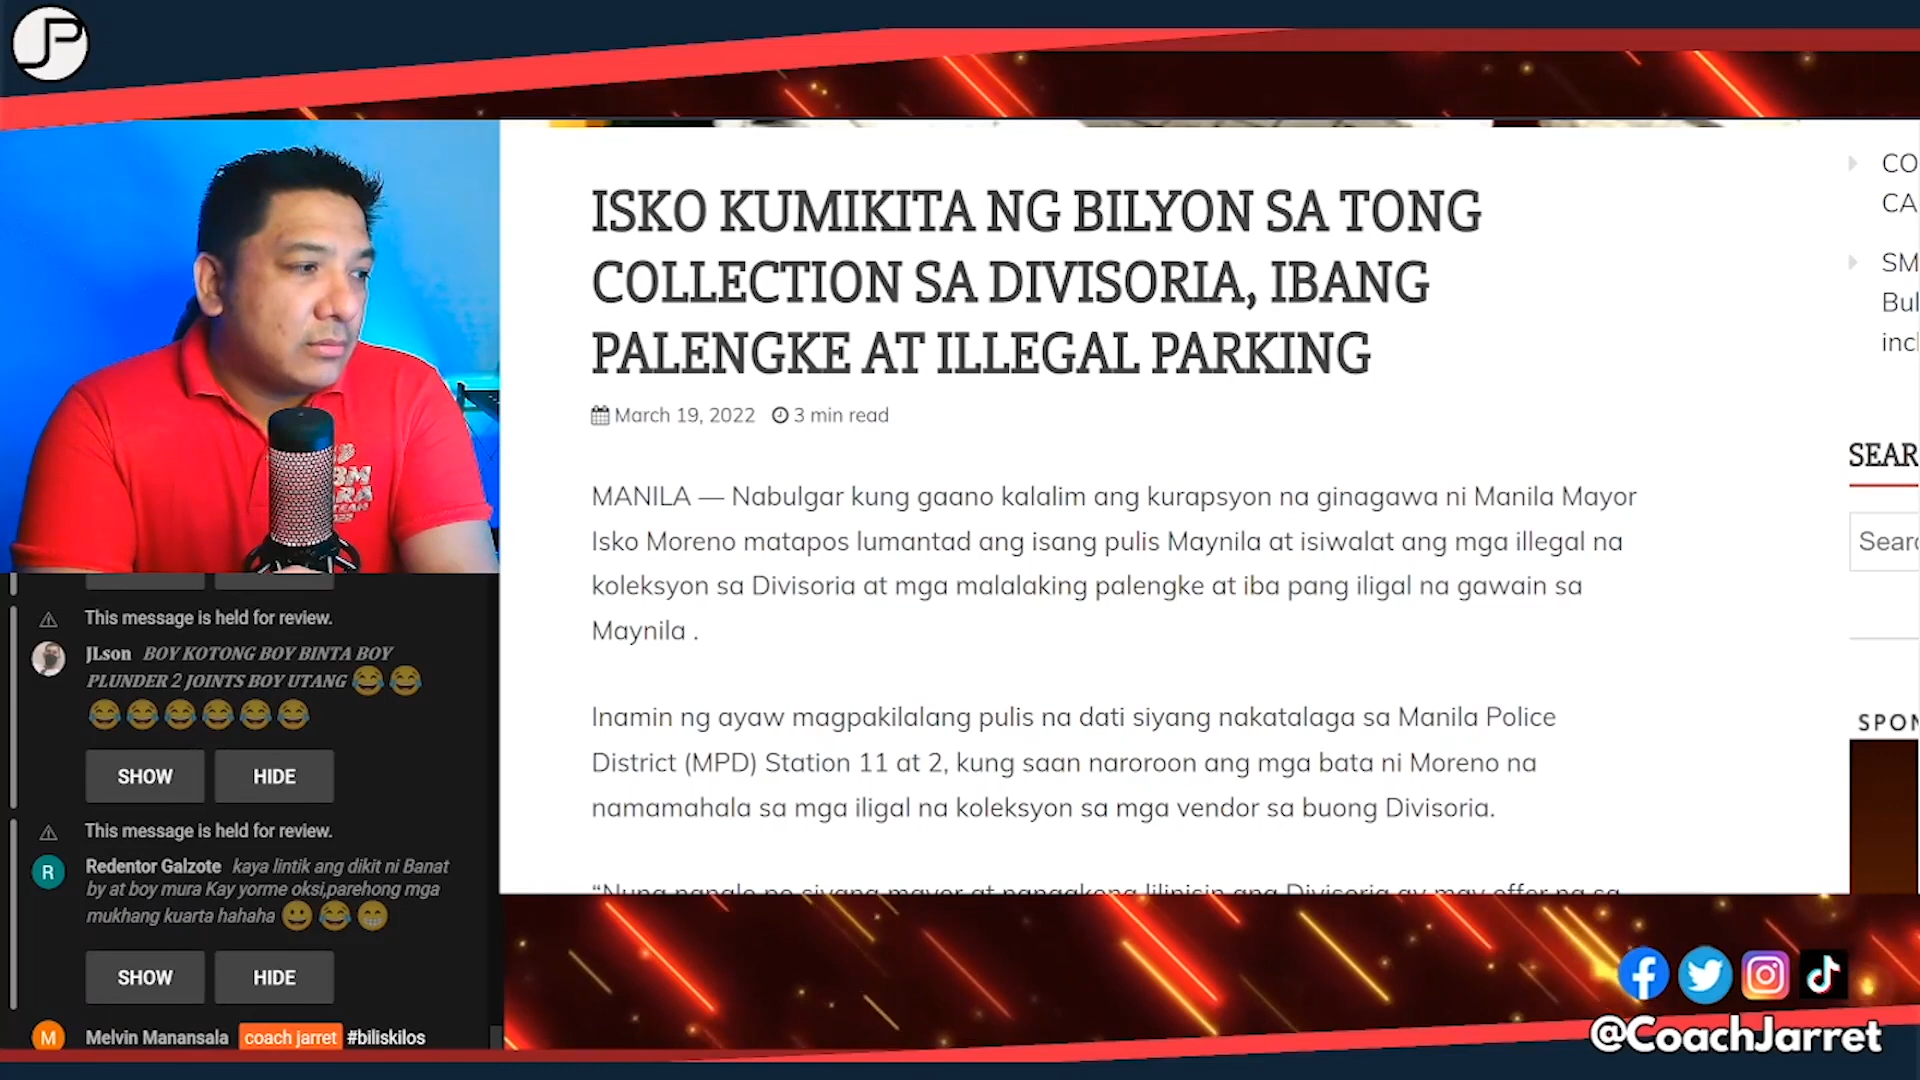 JP
ISKO KUMIKITA NG BILYON SA TONG
COLLECTION SA DIVISORIA, IBANG
PALENGKE AT ILLEGAL PARKING
March 19, 2022 3 min read
MANILA — Nabulgar kung gaano kalalim ang kurapsyon na ginagawa ni Manila Mayor
Isko Moreno matapos lumantad ang isang pulis Maynila at isiwalat ang mga illegal na
koleksyon sa Divisoria at mga malalaking palengke at iba pang iligal na gawain sa
Maynila .
Inamin ng ayaw magpakilalang pulis na dati siyang nakatalaga sa Manila Police
District (MPD) Station 11 at 2, kung saan naroroon ang mga bata ni Moreno na
namamahala sa mga iligal na koleksyon sa mga vendor sa buong Divisoria.
CO
CA
SM
Bul
incl
SEAR
Searc
SPON
This message is held for review.
JLson BOY KOTONG BOY BINTA BOY
PLUNDER 2 JOINTS BOY UTANG 😂😂
😂😂😂😂😂😂
SHOW HIDE
This message is held for review.
R Redentor Galzote kaya lintik ang dikit ni Banat
by at boy mura Kay yorme oksi,parehong mga
mukhang kuarta hahaha 😀😂😁
SHOW HIDE
M Melvin Manansala coach jarret #biliskilos
@CoachJarret